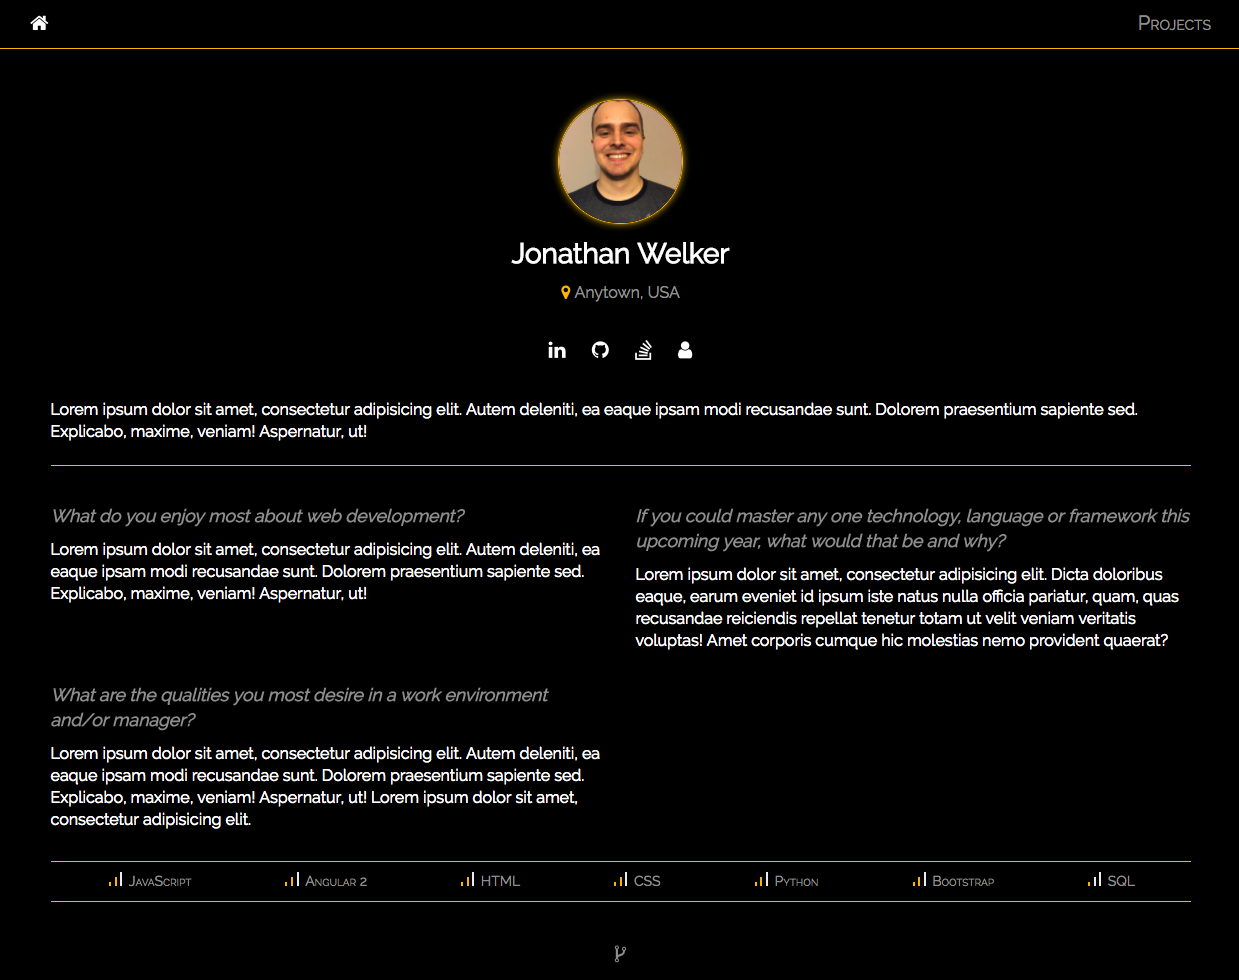 Projects
Jonathan Welker
Anytown, USA
Lorem ipsum dolor sit amet, consectetur adipisicing elit. Autem deleniti, ea eaque ipsam modi recusandae sunt. Dolorem praesentium sapiente sed.
Explicabo, maxime, veniam! Aspernatur, ut!
What do you enjoy most about web development?
Lorem ipsum dolor sit amet, consectetur adipisicing elit. Autem deleniti, ea
eaque ipsam modi recusandae sunt. Dolorem praesentium sapiente sed.
Explicabo, maxime, veniam! Aspernatur, ut!
If you could master any one technology, language or framework this
upcoming year, what would that be and why?
Lorem ipsum dolor sit amet, consectetur adipisicing elit. Dicta doloribus
eaque, earum eveniet id ipsum iste natus nulla officia pariatur, quam, quas
recusandae reiciendis repellat tenetur totam ut velit veniam veritatis
voluptas! Amet corporis cumque hic molestias nemo provident quaerat?
What are the qualities you most desire in a work environment
and/or manager?
Lorem ipsum dolor sit amet, consectetur adipisicing elit. Autem deleniti, ea
eaque ipsam modi recusandae sunt. Dolorem praesentium sapiente sed.
Explicabo, maxime, veniam! Aspernatur, ut! Lorem ipsum dolor sit amet,
consectetur adipisicing elit.
JavaScript Angular 2 HTML CSS Python Bootstrap SQL